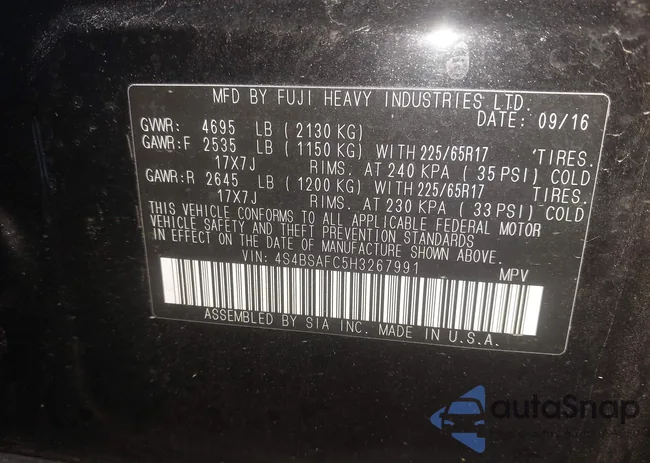 MFD BY FUJI HEAVY INDUSTRIES LTD.
DATE: 09/16
GVWR: 4695 LB (2130 KG)
GAWR:F 2535 LB (1150 KG) WITH 225/65R17 TIRES.
17X7J RIMS. AT 240 KPA (35 PSI) COLD
GAWR:R 2645 LB (1200 KG) WITH 225/65R17 TIRES.
17X7J RIMS. AT 230 KPA (33 PSI) COLD
THIS VEHICLE CONFORMS TO ALL APPLICABLE FEDERAL MOTOR
VEHICLE SAFETY AND THEFT PREVENTION STANDARDS
IN EFFECT ON THE DATE OF MANUFACTURE SHOWN ABOVE.
VIN: 4S4BSAFC5H3267991 MPV
ASSEMBLED BY SIA INC. MADE IN U.S.A.
autoSnap